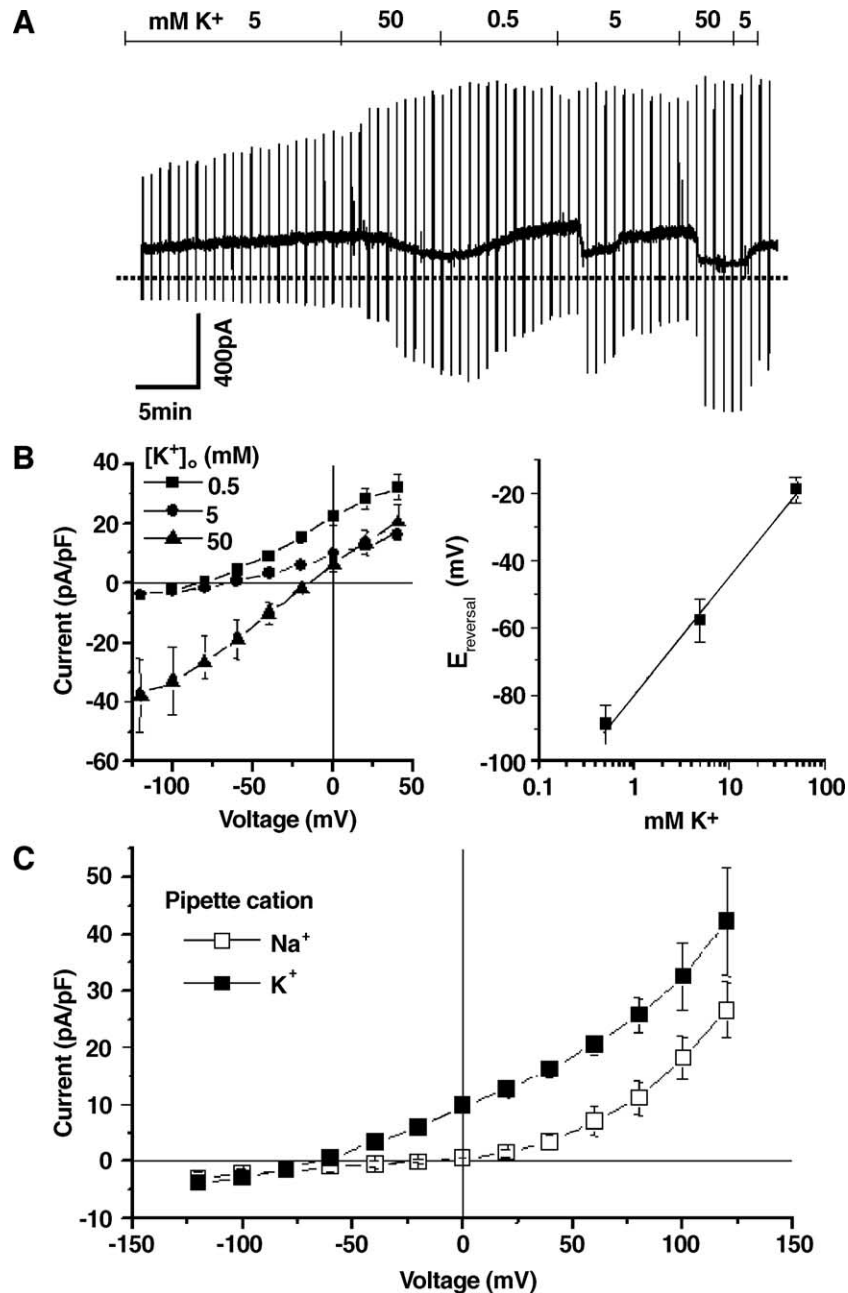 A
mM K+ 5 50 0.5 5 50 5
400pA
5min
B
[K+]o (mM)
0.5
5
50
40
20
0
-20
-40
-60
Current (pA/pF)
-100 -50 0 50
Voltage (mV)
-20
-40
-60
-80
-100
Ereversal (mV)
0.1 1 10 100
mM K+
C
Pipette cation
Na+
K+
50
40
30
20
10
0
-10
Current (pA/pF)
-150 -100 -50 0 50 100 150
Voltage (mV)